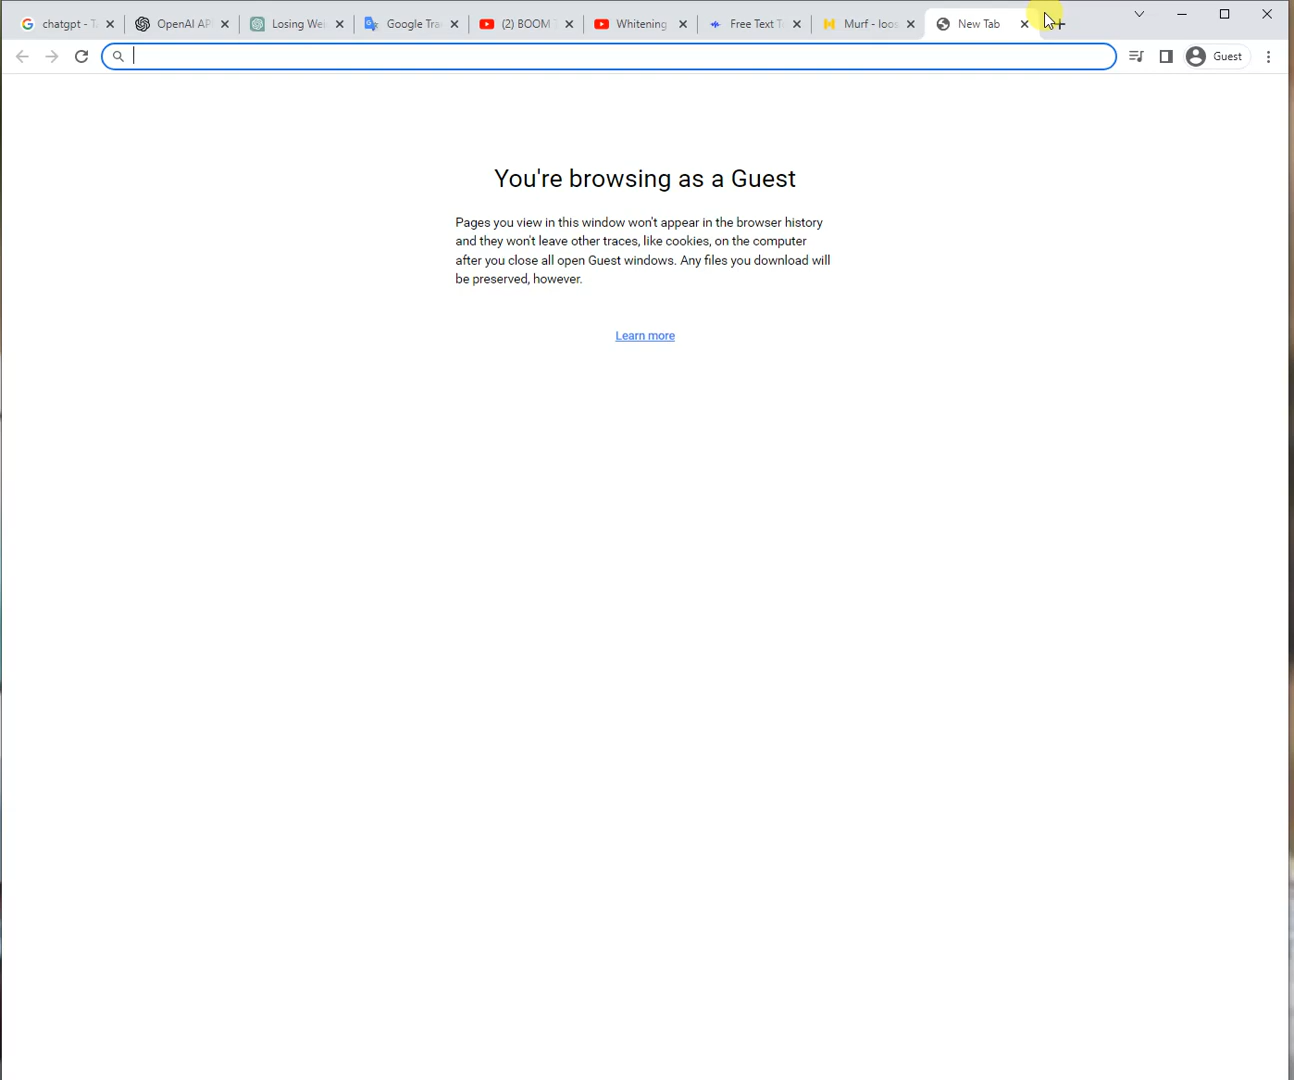 chatgpt - T
OpenAI AP
Losing Wei
Google Tra
(2) BOOM
Whitening
Free Text T
Murf - loos
New Tab
Guest
You're browsing as a Guest
Pages you view in this window won't appear in the browser history
and they won't leave other traces, like cookies, on the computer
after you close all open Guest windows. Any files you download will
be preserved, however.
Learn more